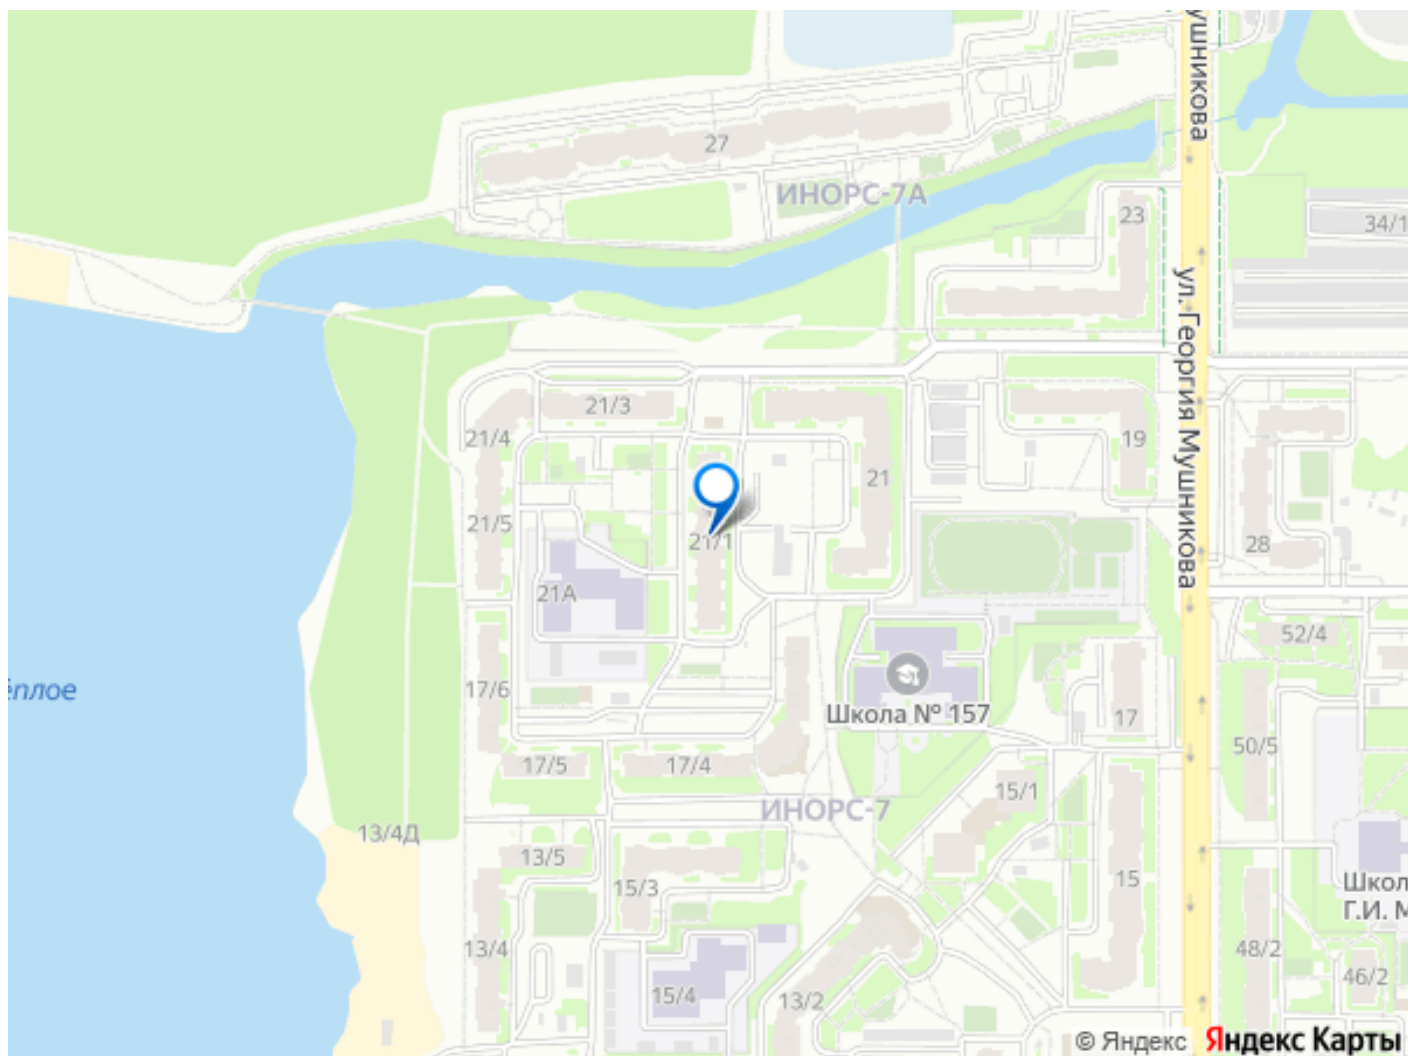 ушникова
27
ИНОРС-7А
23
34/1
ул. Георгия Мушникова
21/3
21/4
19
21
21/5
21/1
28
21А
52/4
17/6
ёплое
Школа № 157
17
50/5
17/5
17/4
15/1
ИНОРС-7
13/4Д
13/5
15/3
15
Школ
Г.И. М
13/4
48/2
46/2
15/4
13/2
© Яндекс Яндекс Карты